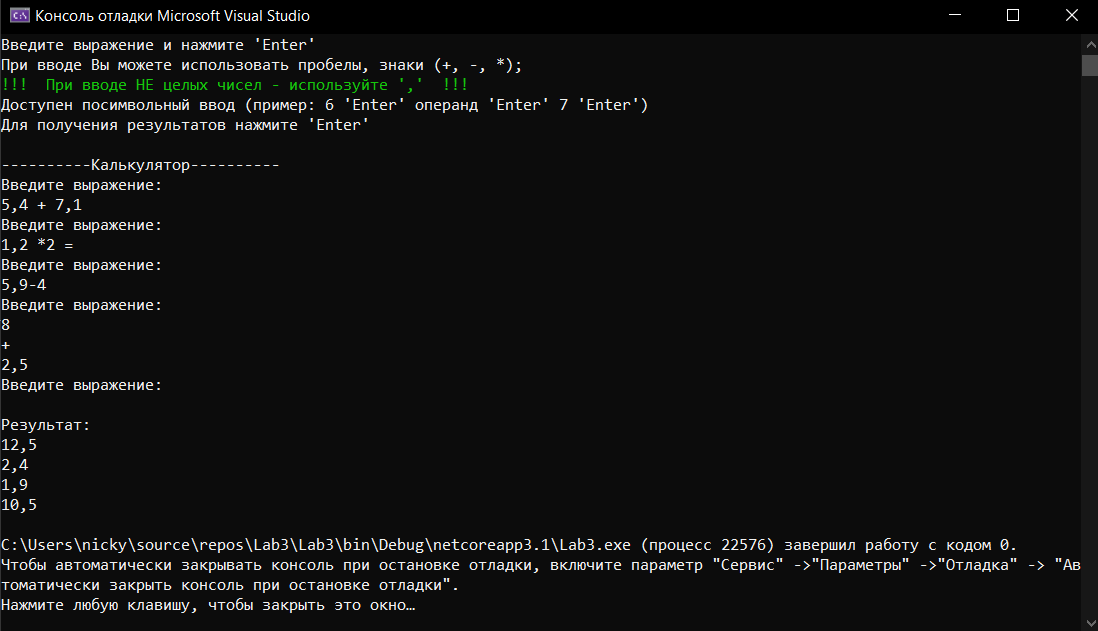 Консоль отладки Microsoft Visual Studio
Введите выражение и нажмите 'Enter'
При вводе Вы можете использовать пробелы, знаки (+, -, *);
!!!  При вводе НЕ целых чисел - используйте ','  !!!
Доступен посимвольный ввод (пример: 6 'Enter' операнд 'Enter' 7 'Enter')
Для получения результатов нажмите 'Enter'
----------Калькулятор----------
Введите выражение:
5,4 + 7,1
Введите выражение:
1,2 *2 =
Введите выражение:
5,9-4
Введите выражение:
8
+
2,5
Введите выражение:
Результат:
12,5
2,4
1,9
10,5
C:\Users\nicky\source\repos\Lab3\Lab3\bin\Debug\netcoreapp3.1\Lab3.exe (процесс 22576) завершил работу с кодом 0.
Чтобы автоматически закрывать консоль при остановке отладки, включите параметр "Сервис" ->"Параметры" ->"Отладка" -> "Ав
томатически закрыть консоль при остановке отладки".
Нажмите любую клавишу, чтобы закрыть это окно…